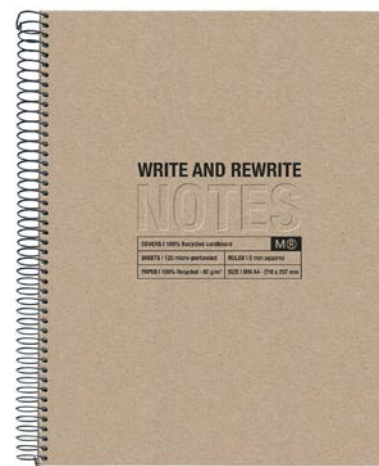 WRITE AND REWRITE
NOTES
COVERS I 100% Recycled cardboard M®
SHEETS I 120 micro-perforated RULED I 5 mm squares
PAPER I 100% Recycled - 80 g/m² SIZE I DIN A4 - 210 x 297 mm